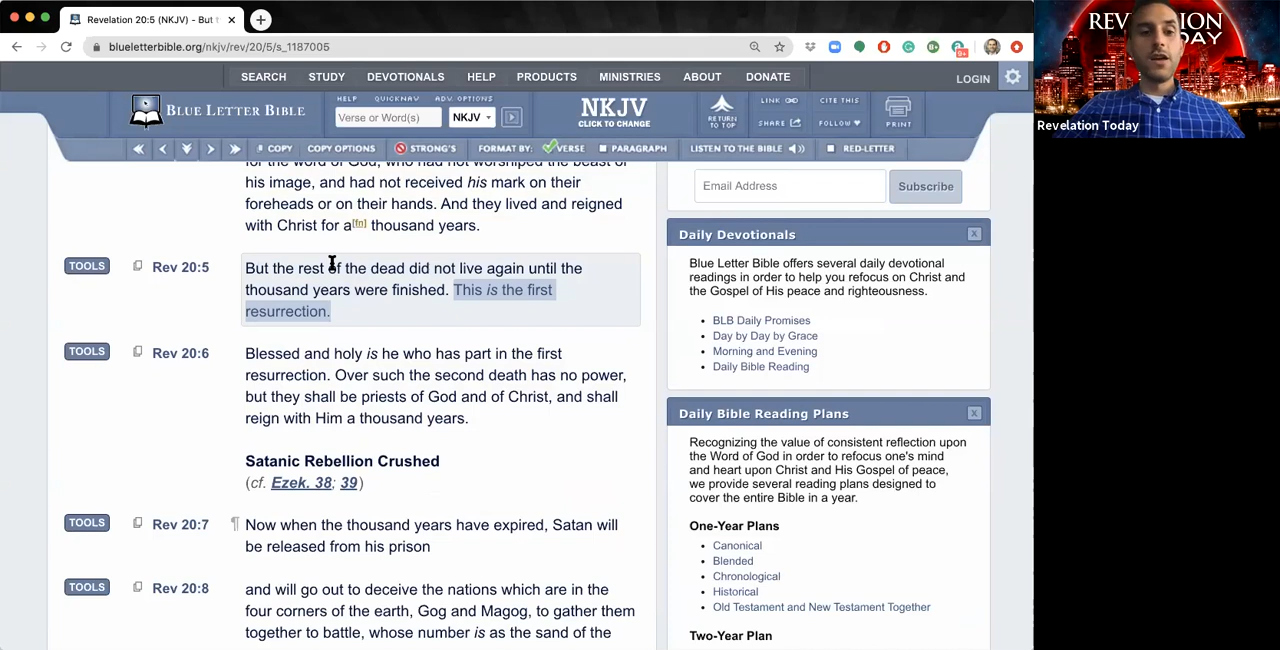 Revelation 20:5 (NKJV) - But t
blueletterbible.org/nkjv/rev/20/5/s_1187005
9+
SEARCH STUDY DEVOTIONALS HELP PRODUCTS MINISTRIES ABOUT DONATE
LOGIN
BLUE LETTER BIBLE
HELP QUICKNAV ADV. OPTIONS
Verse or Word(s)
NKJV
NKJV
CLICK TO CHANGE
RETURN
TO TOP
LINK
CITE THIS
SHARE
FOLLOW
PRINT
COPY COPY OPTIONS STRONG'S FORMAT BY: VERSE PARAGRAPH LISTEN TO THE BIBLE RED-LETTER
for the word of God, who had not worshiped the beast or
his image, and had not received his mark on their
foreheads or on their hands. And they lived and reigned
with Christ for a[fn] thousand years.
TOOLS Rev 20:5 But the rest of the dead did not live again until the
thousand years were finished. This is the first
resurrection.
TOOLS Rev 20:6 Blessed and holy is he who has part in the first
resurrection. Over such the second death has no power,
but they shall be priests of God and of Christ, and shall
reign with Him a thousand years.
Satanic Rebellion Crushed
(cf. Ezek. 38; 39)
TOOLS Rev 20:7 ¶ Now when the thousand years have expired, Satan will
be released from his prison
TOOLS Rev 20:8 and will go out to deceive the nations which are in the
four corners of the earth, Gog and Magog, to gather them
together to battle, whose number is as the sand of the
Email Address
Subscribe
Daily Devotionals X
Blue Letter Bible offers several daily devotional
readings in order to help you refocus on Christ and
the Gospel of His peace and righteousness.
• BLB Daily Promises
• Day by Day by Grace
• Morning and Evening
• Daily Bible Reading
Daily Bible Reading Plans X
Recognizing the value of consistent reflection upon
the Word of God in order to refocus one's mind
and heart upon Christ and His Gospel of peace,
we provide several reading plans designed to
cover the entire Bible in a year.
One-Year Plans
• Canonical
• Blended
• Chronological
• Historical
• Old Testament and New Testament Together
Two-Year Plan
Revelation Today